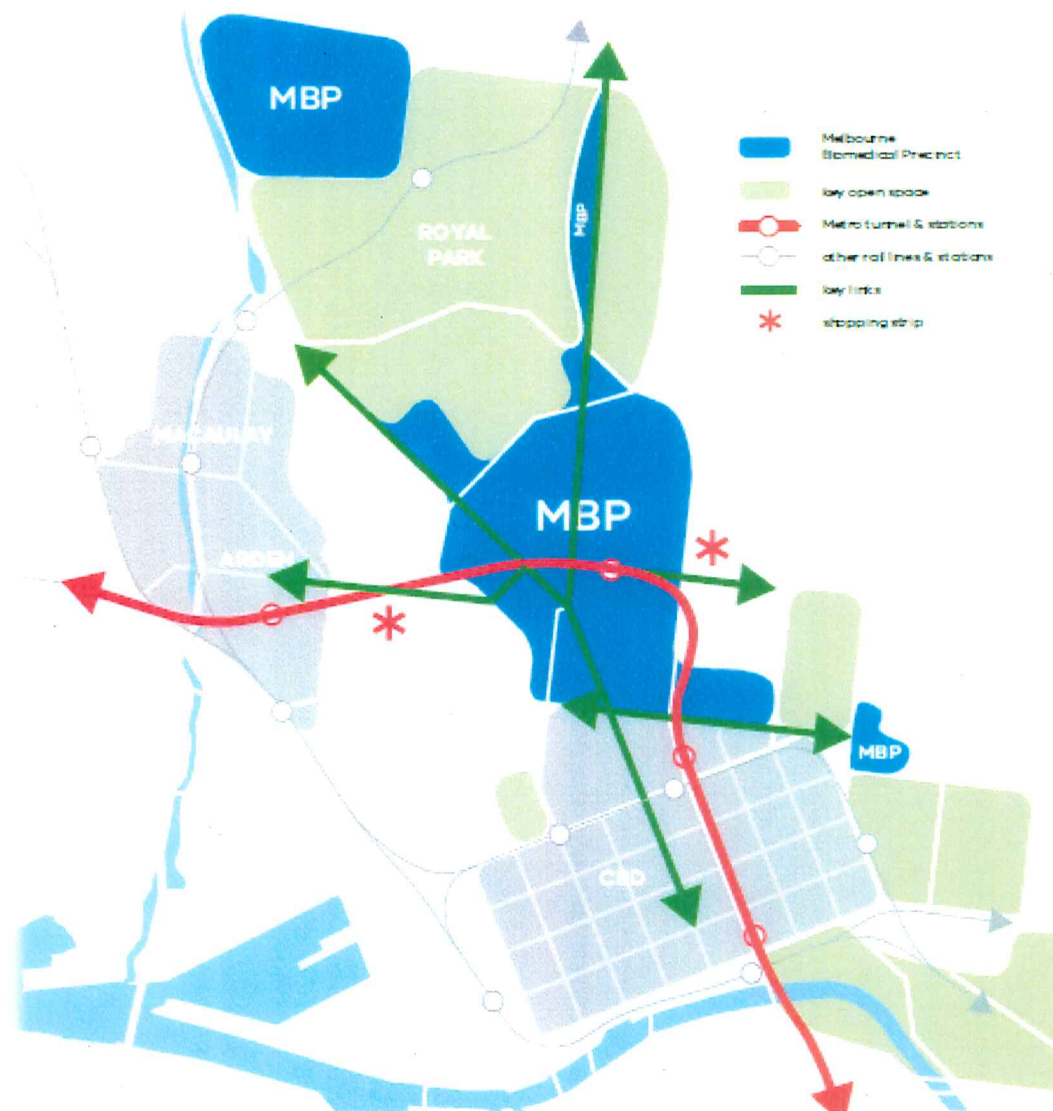 MBP
Melbourne
Biomedical Precinct
key open space
Metro tunnel & stations
other rail lines & stations
key links
shopping strip
MBP
ROYAL
PARK
MACAULAY
MBP
ARDEN
MBP
CBD